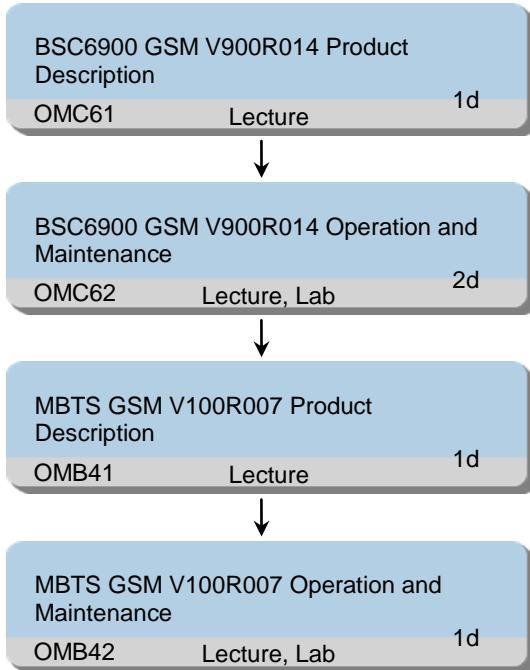 BSC6900 GSM V900R014 Product
Description
1d
OMC61 Lecture
BSC6900 GSM V900R014 Operation and
Maintenance
2d
OMC62 Lecture, Lab
MBTS GSM V100R007 Product
Description
1d
OMB41 Lecture
MBTS GSM V100R007 Operation and
Maintenance
1d
OMB42 Lecture, Lab